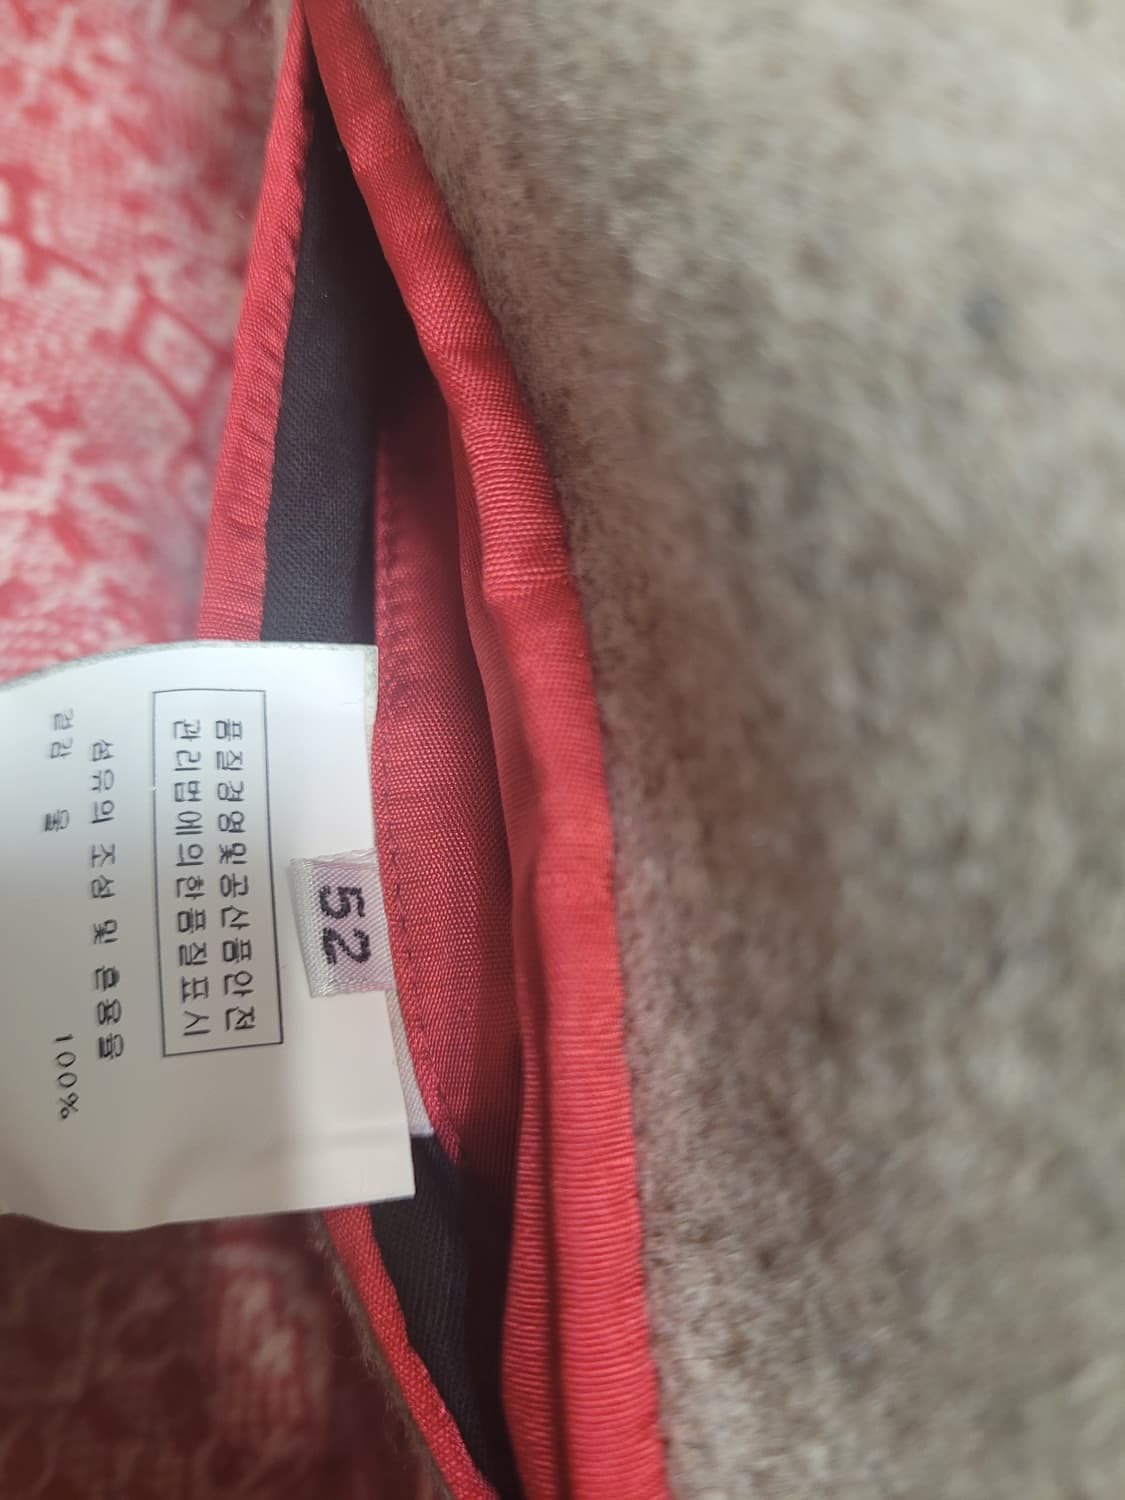 52
품질경영및공산품안전
관리법에의한품질표시
섬유의 조성 및 혼용율
겉감 울 100%